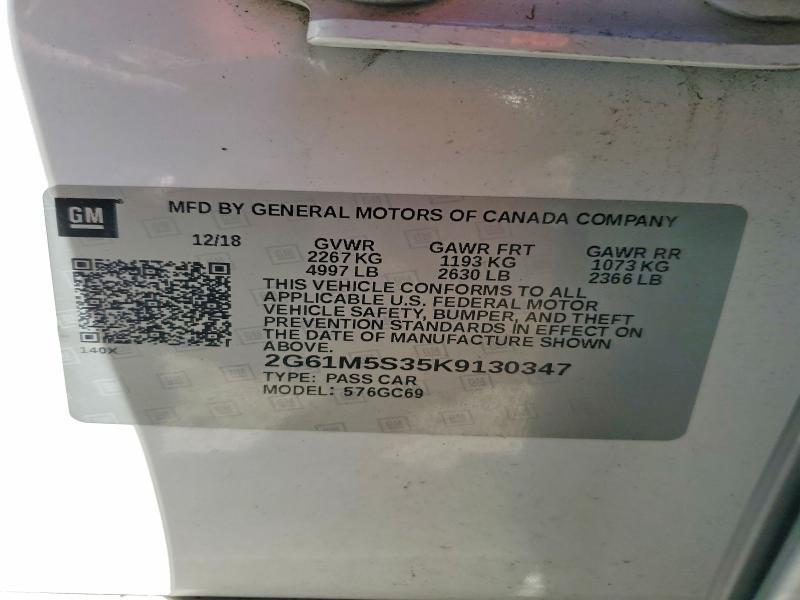 GM
MFD BY GENERAL MOTORS OF CANADA COMPANY
12/18 GVWR GAWR FRT GAWR RR
2267 KG 1193 KG 1073 KG
4997 LB 2630 LB 2366 LB
THIS VEHICLE CONFORMS TO ALL
APPLICABLE U.S. FEDERAL MOTOR
VEHICLE SAFETY, BUMPER, AND THEFT
PREVENTION STANDARDS IN EFFECT ON
THE DATE OF MANUFACTURE SHOWN
ABOVE.
140X
2G61M5S35K9130347
TYPE: PASS CAR
MODEL: 576GC69